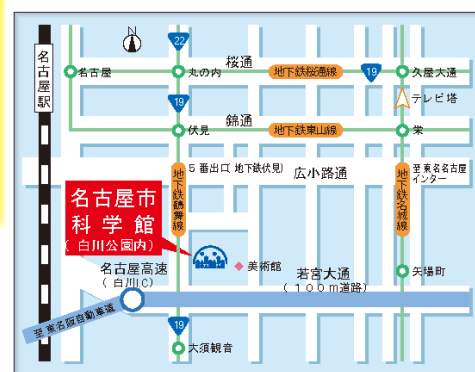 N
22
名古屋駅
名古屋
丸の内
桜通
地下鉄桜通線
19
久屋大通
19
テレビ塔
錦通
伏見
地下鉄東山線
栄
5番出口(地下鉄伏見)
広小路通
至東名名古屋
インター
地下鉄鶴舞線
地下鉄名城線
名古屋市
科学館
(白川公園内)
美術館
名古屋高速
(白川IC)
若宮大通
(100m道路)
矢場町
至東名阪自動車道
19
大須観音